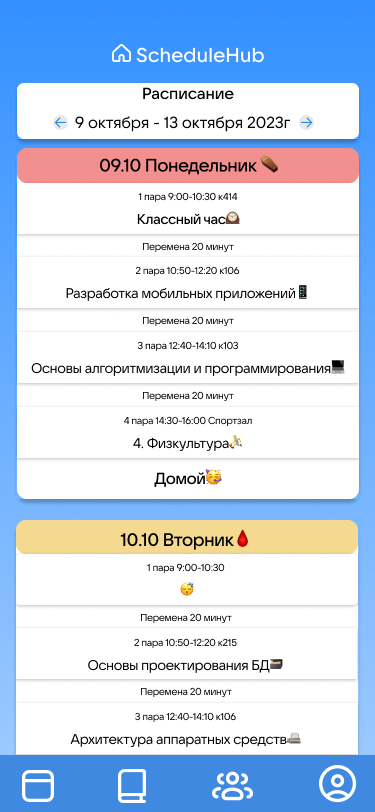 ScheduleHub
Расписание
9 октября - 13 октября 2023г
09.10 Понедельник
1 пара 9:00-10:30 к414
Классный час
Перемена 20 минут
2 пара 10:50-12:20 к106
Разработка мобильных приложений
Перемена 20 минут
3 пара 12:40-14:10 к103
Основы алгоритмизации и программирования
Перемена 20 минут
4 пара 14:30-16:00 Спортзал
4. Физкультура
Домой
10.10 Вторник
1 пара 9:00-10:30
Перемена 20 минут
2 пара 10:50-12:20 к215
Основы проектирования БД
Перемена 20 минут
3 пара 12:40-14:10 к106
Архитектура аппаратных средств